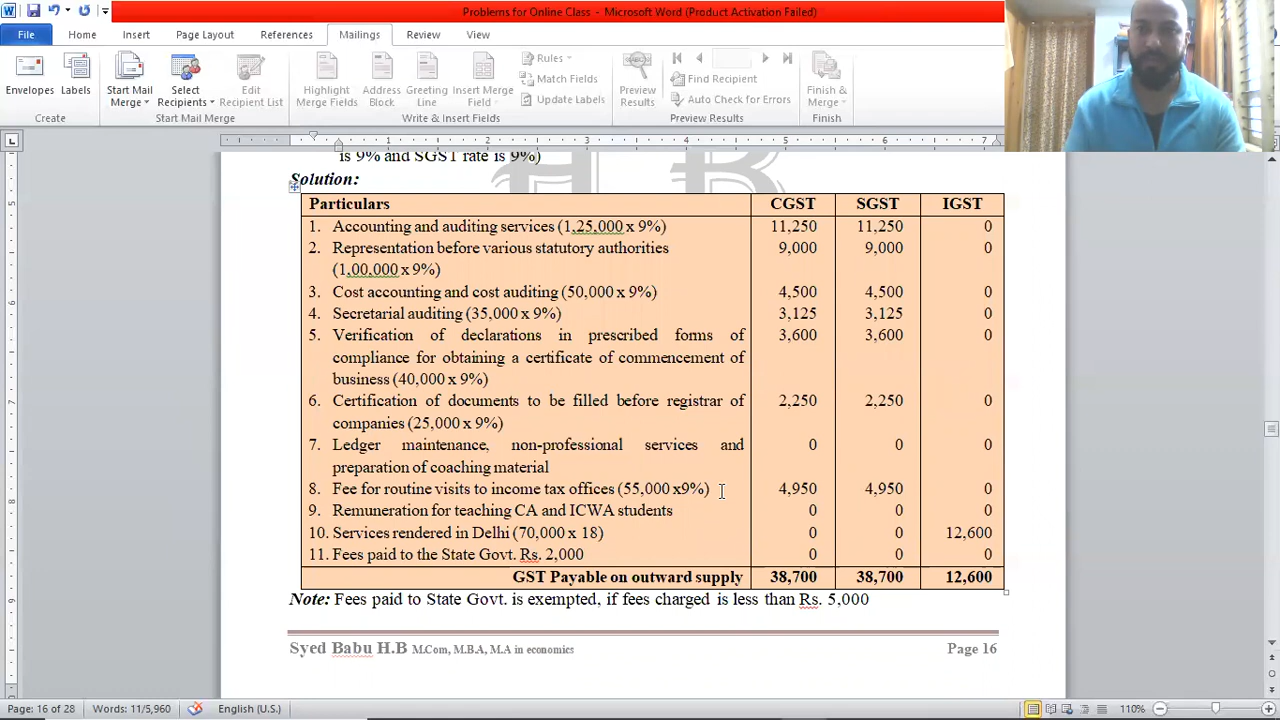 Problems for Online Class - Microsoft Word (Product Activation Failed)
File Home Insert Page Layout References Mailings Review View
Envelopes Labels Start Mail Merge Select Recipients Edit Recipient List Highlight Merge Fields Address Block Greeting Line Insert Merge Field Rules Match Fields Update Labels Preview Results Find Recipient Auto Check for Errors Finish & Merge
Create Start Mail Merge Write & Insert Fields Preview Results Finish
L 1 2 3 4 5 6 7
H B
is 9% and SGST rate is 9%)
Solution:
Particulars CGST SGST IGST
1. Accounting and auditing services (1,25,000 x 9%) 11,250 11,250 0
2. Representation before various statutory authorities 9,000 9,000 0
(1,00,000 x 9%)
3. Cost accounting and cost auditing (50,000 x 9%) 4,500 4,500 0
4. Secretarial auditing (35,000 x 9%) 3,125 3,125 0
5. Verification of declarations in prescribed forms of 3,600 3,600 0
compliance for obtaining a certificate of commencement of
business (40,000 x 9%)
6. Certification of documents to be filled before registrar of 2,250 2,250 0
companies (25,000 x 9%)
7. Ledger maintenance, non-professional services and 0 0 0
preparation of coaching material
8. Fee for routine visits to income tax offices (55,000 x9%) 4,950 4,950 0
9. Remuneration for teaching CA and ICWA students 0 0 0
10. Services rendered in Delhi (70,000 x 18) 0 0 12,600
11. Fees paid to the State Govt. Rs. 2,000 0 0 0
GST Payable on outward supply 38,700 38,700 12,600
Note: Fees paid to State Govt. is exempted, if fees charged is less than Rs. 5,000
Syed Babu H.B M.Com, M.B.A, M.A in economics Page 16
Page: 16 of 28 Words: 11/5,960 English (U.S.) 110%